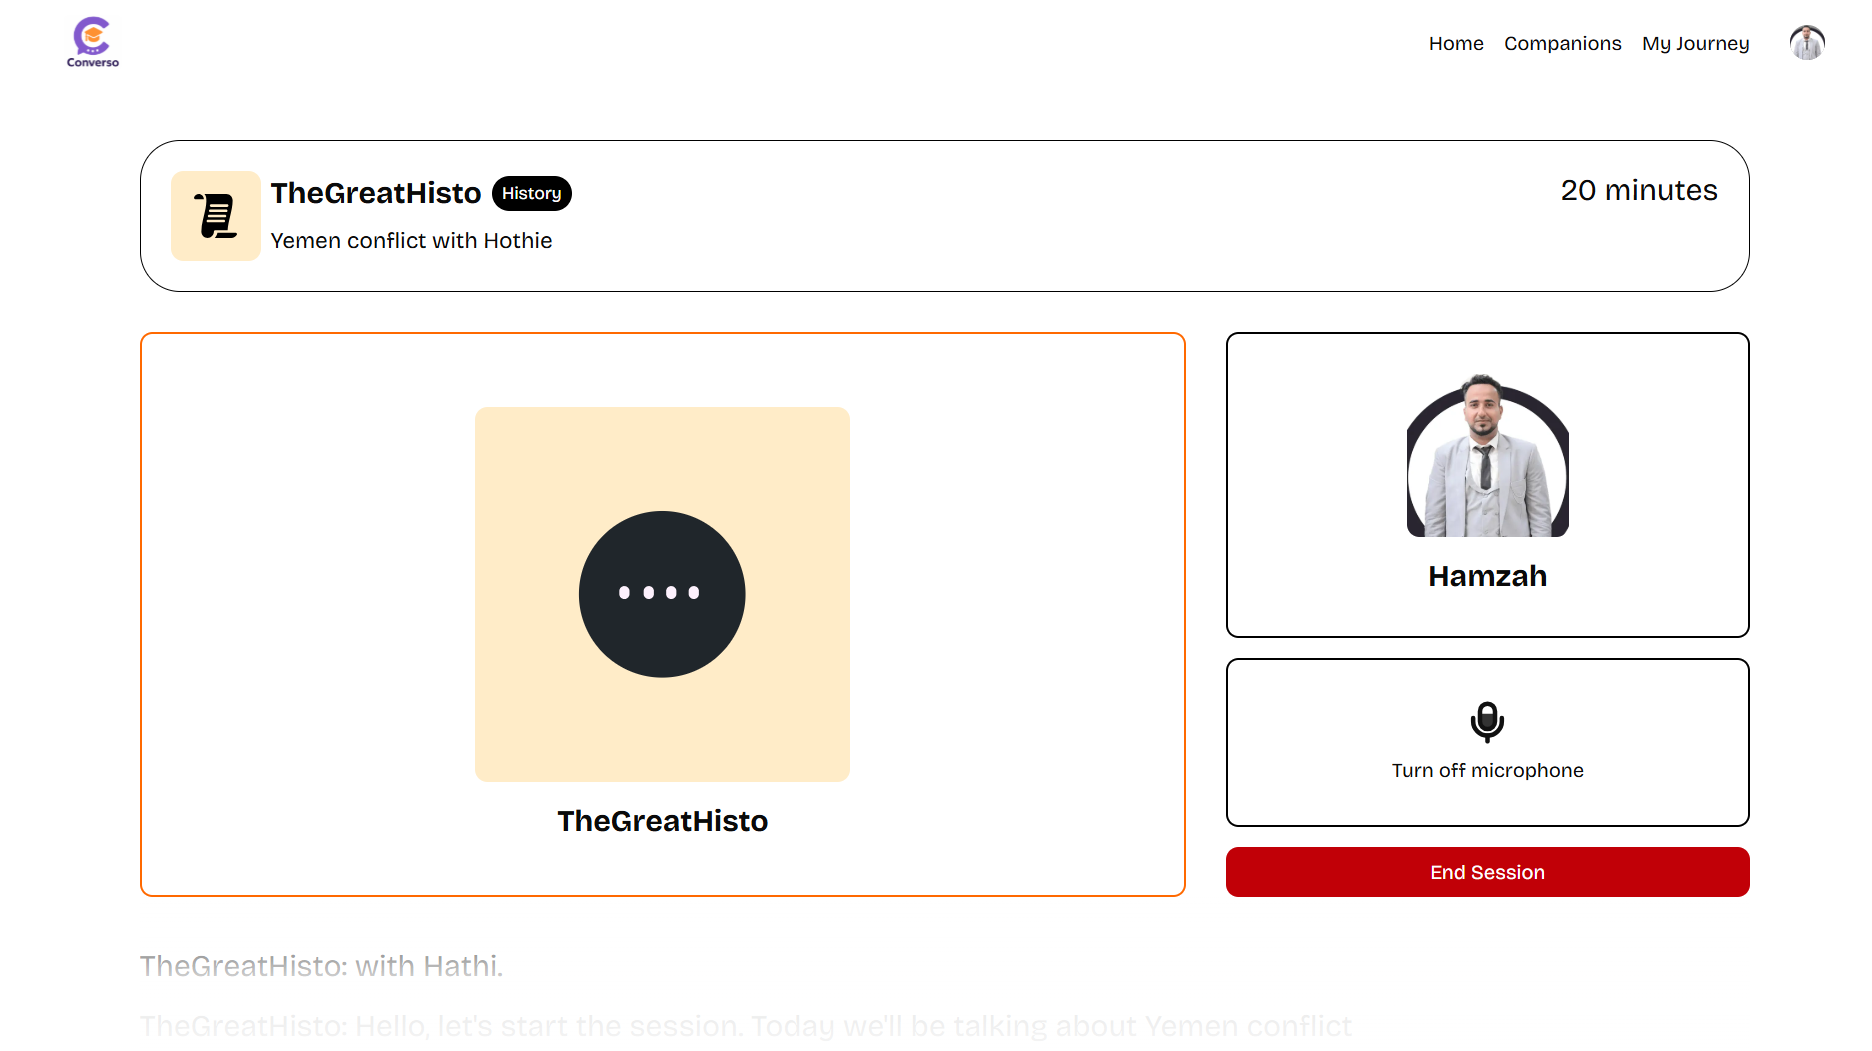 Converso
Home Companions My Journey
TheGreatHisto History
20 minutes
Yemen conflict with Hothie
TheGreatHisto
Hamzah
Turn off microphone
End Session
TheGreatHisto: with Hathi.
TheGreatHisto: Hello, let's start the session. Today we'll be talking about Yemen conflict